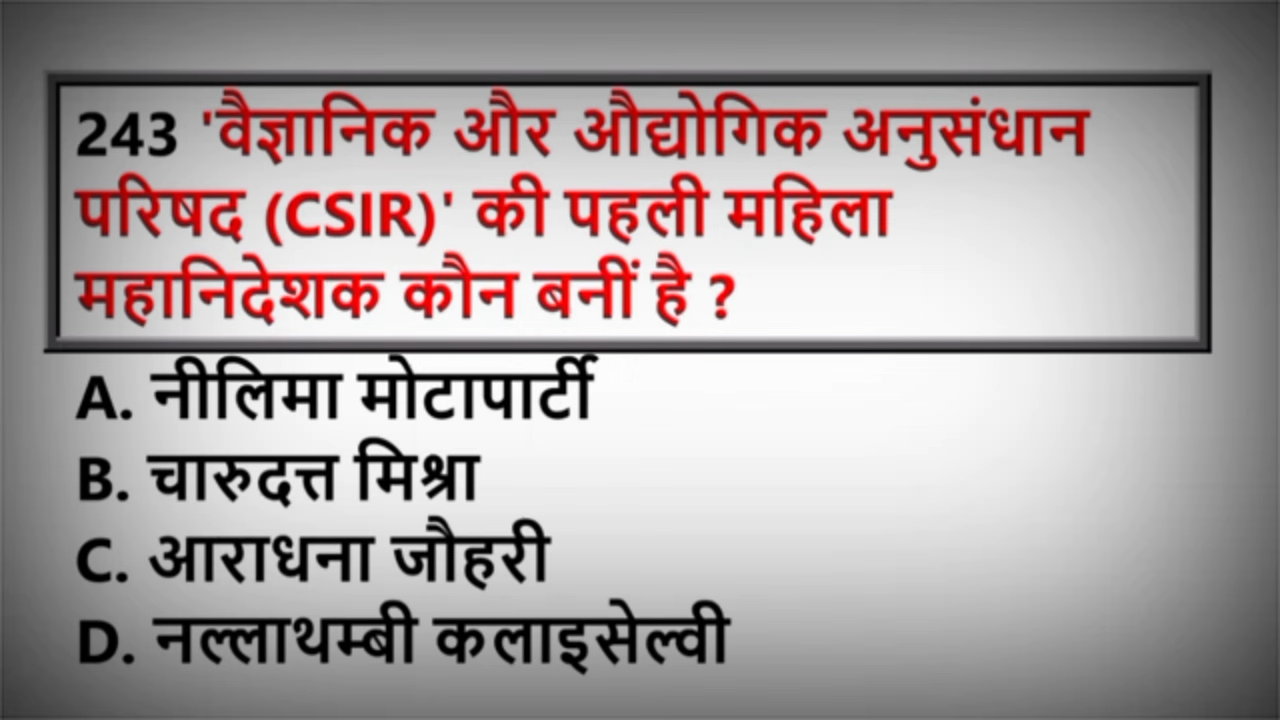 243 'वैज्ञानिक और औद्योगिक अनुसंधान
परिषद (CSIR)' की पहली महिला
महानिदेशक कौन बनीं है ?
A. नीलिमा मोटापार्टी
B. चारुदत्त मिश्रा
C. आराधना जौहरी
D. नल्लाथम्बी कलाइसेल्वी